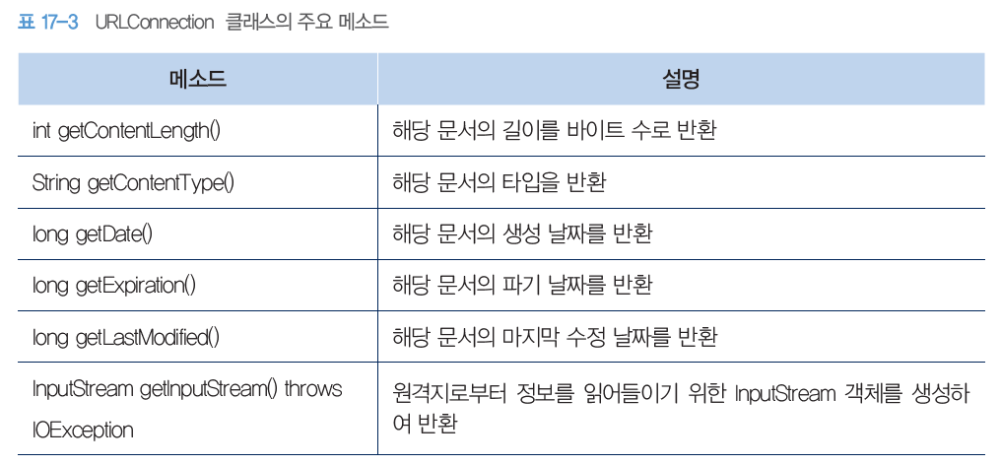 표 17-3 URLConnection 클래스의 주요 메소드
메소드 설명
int getContentLength() 해당 문서의 길이를 바이트 수로 반환
String getContentType() 해당 문서의 타입을 반환
long getDate() 해당 문서의 생성 날짜를 반환
long getExpiration() 해당 문서의 파기 날짜를 반환
long getLastModified() 해당 문서의 마지막 수정 날짜를 반환
InputStream getInputStream() throws
IOException
원격지로부터 정보를 읽어들이기 위한 InputStream 객체를 생성하
여 반환